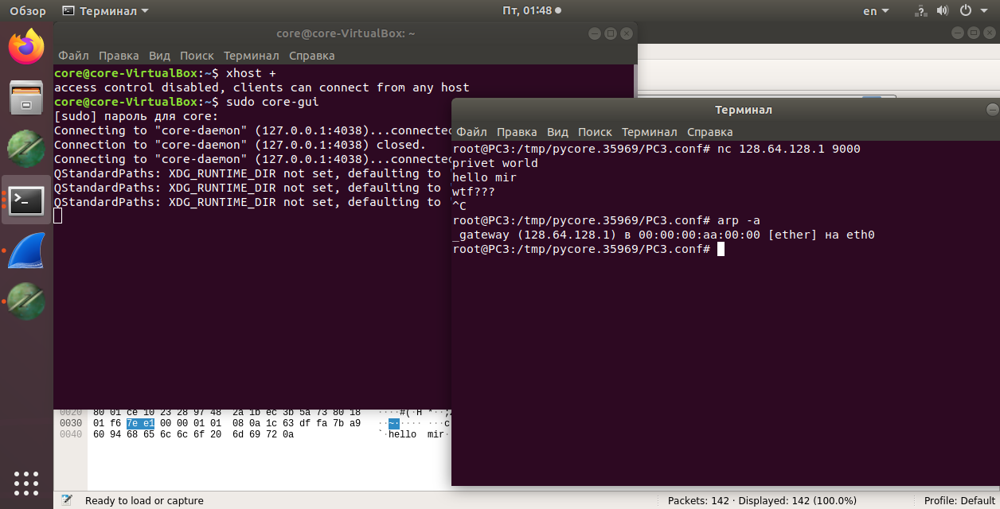 Обзор Терминал Пт, 01:48 en
core@core-VirtualBox: ~
Файл Правка Вид Поиск Терминал Справка
core@core-VirtualBox:~$ xhost +
access control disabled, clients can connect from any host
core@core-VirtualBox:~$ sudo core-gui
[sudo] пароль для core:
Connecting to "core-daemon" (127.0.0.1:4038)...connected
Connection to "core-daemon" (127.0.0.1:4038) closed.
Connecting to "core-daemon" (127.0.0.1:4038)...connected
QStandardPaths: XDG_RUNTIME_DIR not set, defaulting to '
QStandardPaths: XDG_RUNTIME_DIR not set, defaulting to '
QStandardPaths: XDG_RUNTIME_DIR not set, defaulting to '
Терминал
Файл Правка Вид Поиск Терминал Справка
root@PC3:/tmp/pycore.35969/PC3.conf# nc 128.64.128.1 9000
privet world
hello mir
wtf???
^C
root@PC3:/tmp/pycore.35969/PC3.conf# arp -a
_gateway (128.64.128.1) в 00:00:00:aa:00:00 [ether] на eth0
root@PC3:/tmp/pycore.35969/PC3.conf#
0020 80 01 ce 10 23 28 97 48 2a 1b ec 3b 5a 73 80 18 ····#(·H *··;Z
0030 01 f6 7e e1 00 00 01 01 08 0a 1c 63 df fa 7b a9 ··~····· ···c
0040 60 94 68 65 6c 6c 6f 20 6d 69 72 0a `·hello mir·
Ready to load or capture Packets: 142 · Displayed: 142 (100.0%) Profile: Default